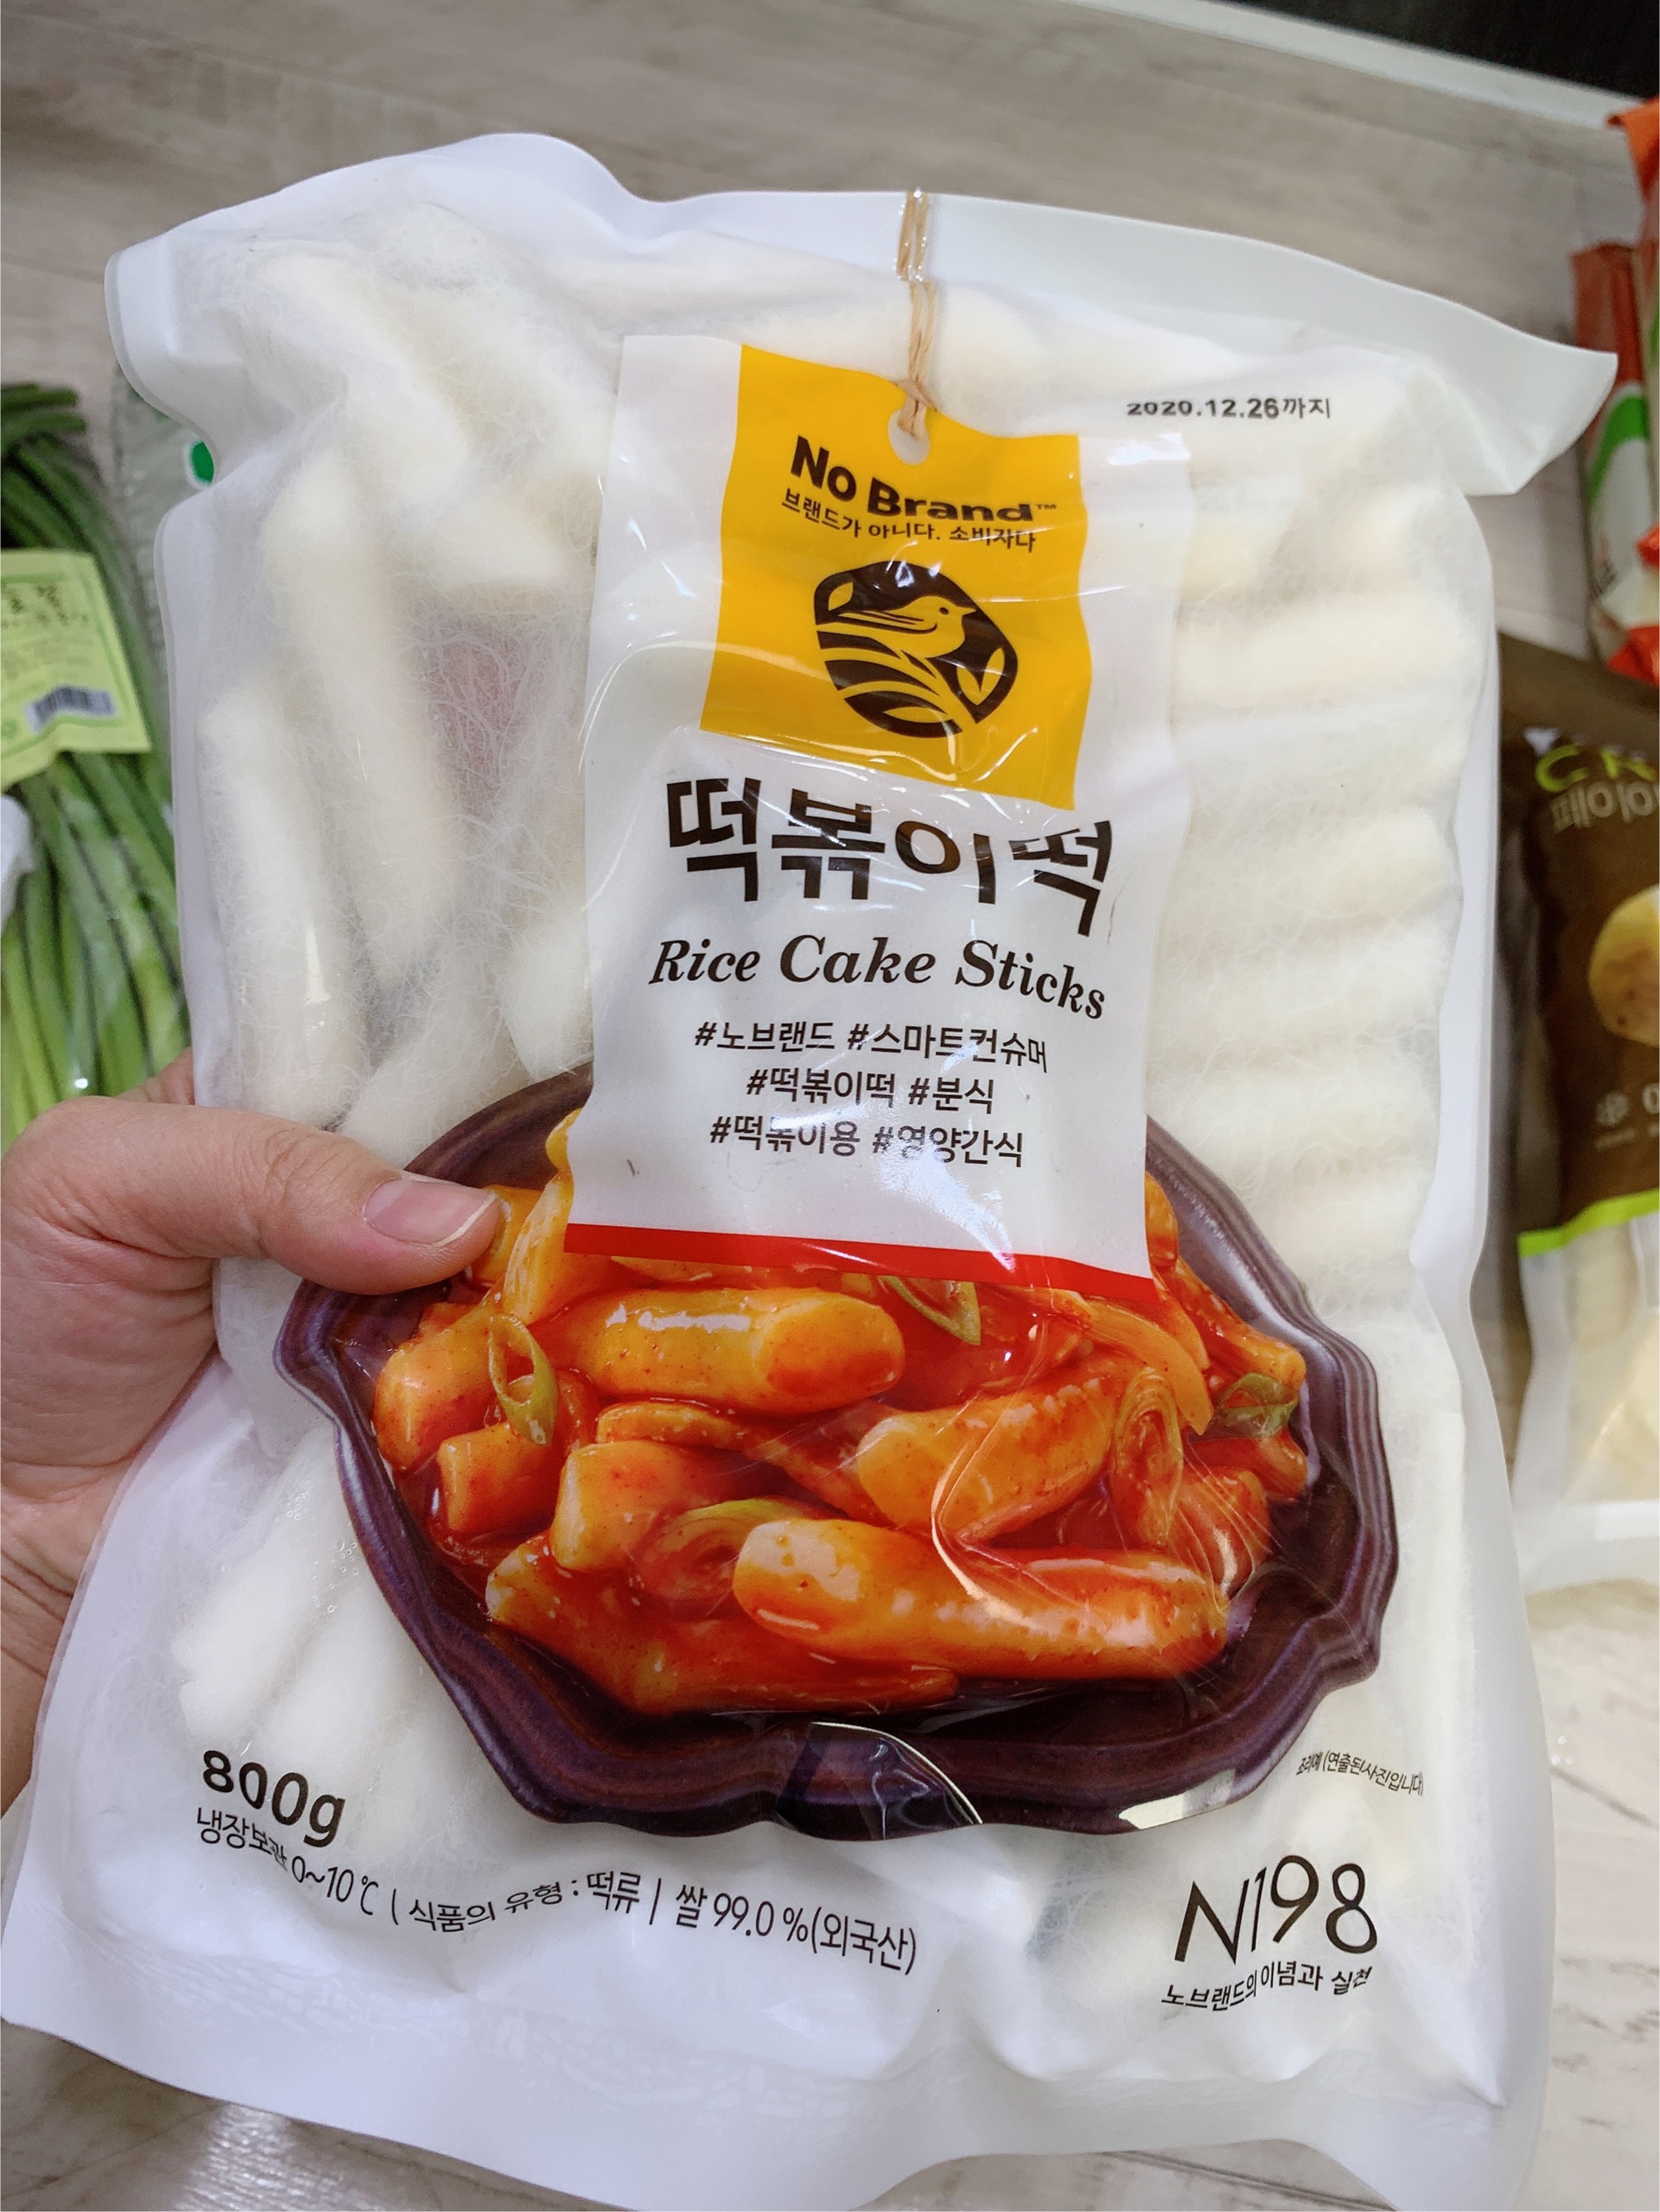 2020.12.26까지
No Brand™
브랜드가 아니다. 소비자다
떡볶이떡
Rice Cake Sticks
#노브랜드 #스마트컨슈머
#떡볶이떡 #분식
#떡볶이용 #영양간식
조리예 (연출된 사진입니다)
800g
냉장보관 0~10℃ | 식품의 유형 : 떡류 | 쌀 99.0 %(외국산)
N198
노브랜드의 이념과 실천